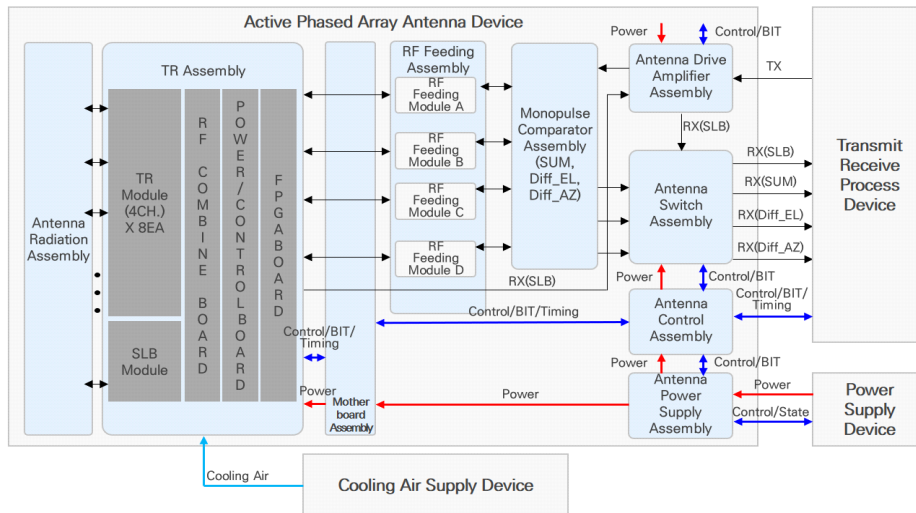 Active Phased Array Antenna Device
Antenna
Radiation
Assembly
TR Assembly
TR
Module
(4CH.)
X 8EA
SLB
Module
RF COMBINE BOARD
POWER/CONTROLBOARD
FPGABOARD
Control/BIT/
Timing
Power
Mother
board
Assembly
RF Feeding
Assembly
RF
Feeding
Module A
RF
Feeding
Module B
RF
Feeding
Module C
RF
Feeding
Module D
Monopulse
Comparator
Assembly
(SUM,
Diff_EL,
Diff_AZ)
RX(SLB)
Control/BIT/Timing
Power
Power
Control/BIT
Antenna Drive
Amplifier
Assembly
TX
RX(SLB)
Antenna
Switch
Assembly
RX(SLB)
RX(SUM)
RX(Diff_EL)
RX(Diff_AZ)
Power
Control/BIT
Antenna
Control
Assembly
Control/BIT/
Timing
Power
Control/BIT
Antenna
Power
Supply
Assembly
Power
Control/State
Transmit
Receive
Process
Device
Power
Supply
Device
Cooling Air
Cooling Air Supply Device